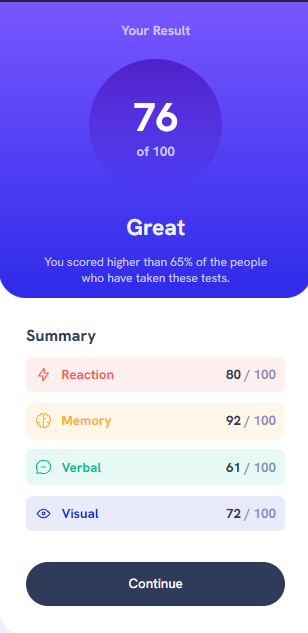 Your Result
76
of 100
Great
You scored higher than 65% of the people
who have taken these tests.
Summary
Reaction 80 / 100
Memory 92 / 100
Verbal 61 / 100
Visual 72 / 100
Continue